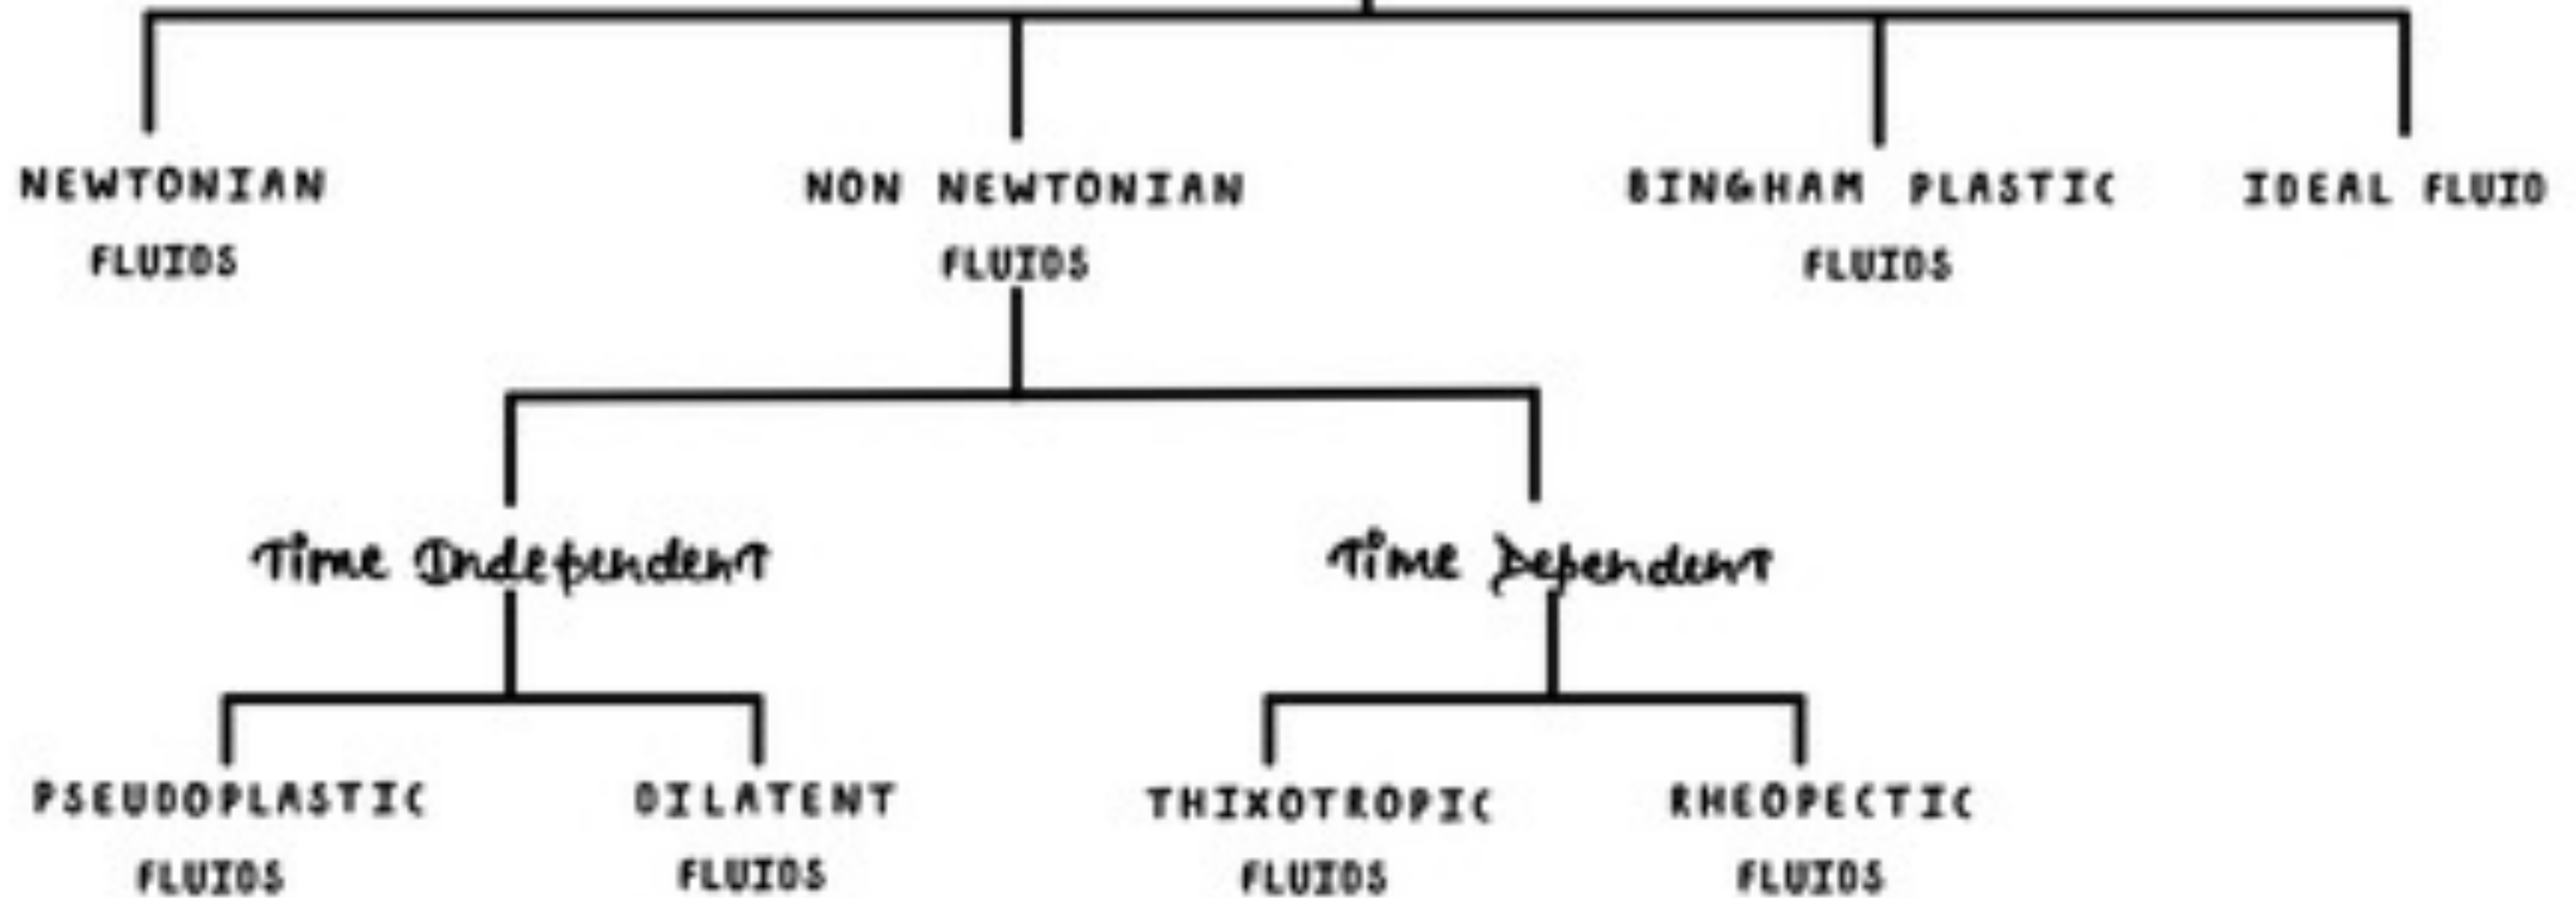 NEWTONIAN
FLUIDS
NON NEWTONIAN
FLUIDS
BINGHAM PLASTIC
FLUIDS
IDEAL FLUID
Time Independent
Time Dependent
PSEUDOPLASTIC
FLUIDS
DILATENT
FLUIDS
THIXOTROPIC
FLUIDS
RHEOPECTIC
FLUIDS